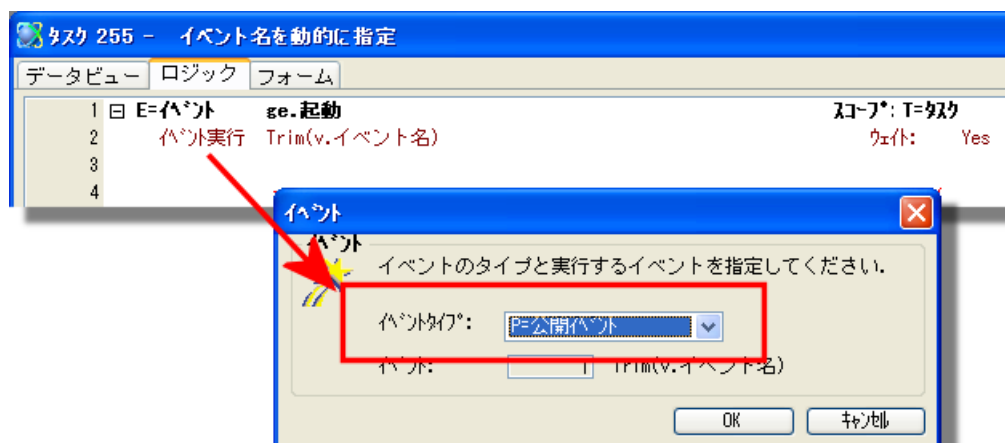 タスク 255 - イベント名を動的に指定
データビュー ロジック フォーム
1 E=イベント ge.起動 スコープ: T=タスク
2 イベント実行 Trim(v.イベント名) ウェイト: Yes
3
4
イベント
イベント
イベントのタイプと実行するイベントを指定してください.
イベントタイプ: P=公開イベント
イベント: 1 Trim(v.イベント名)
OK キャンセル